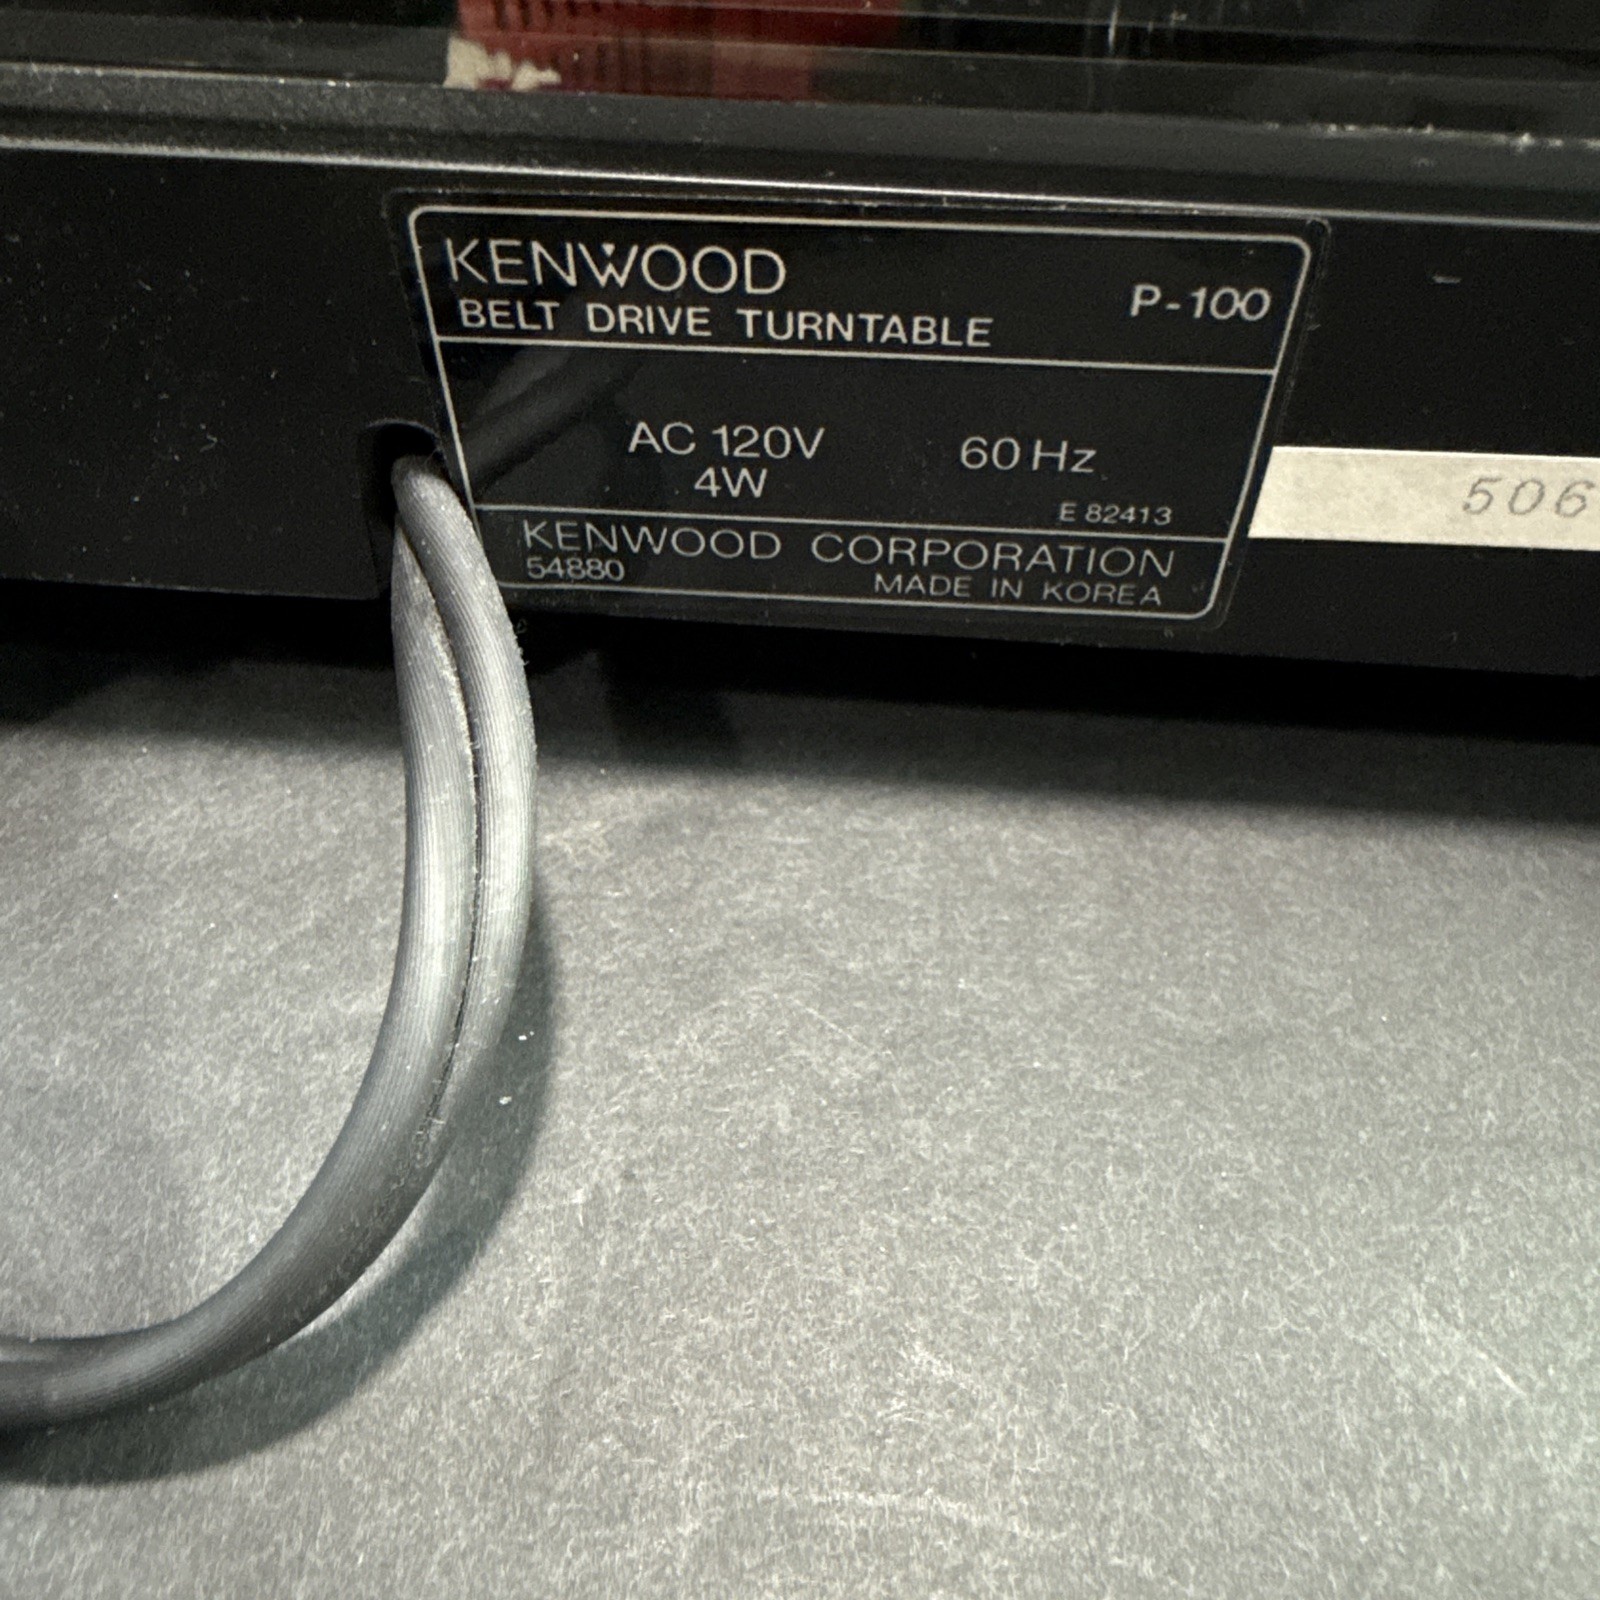 KENWOOD
BELT DRIVE TURNTABLE
P-100
AC 120V
4W
60 Hz
E 82413
KENWOOD CORPORATION
54880
MADE IN KOREA
506